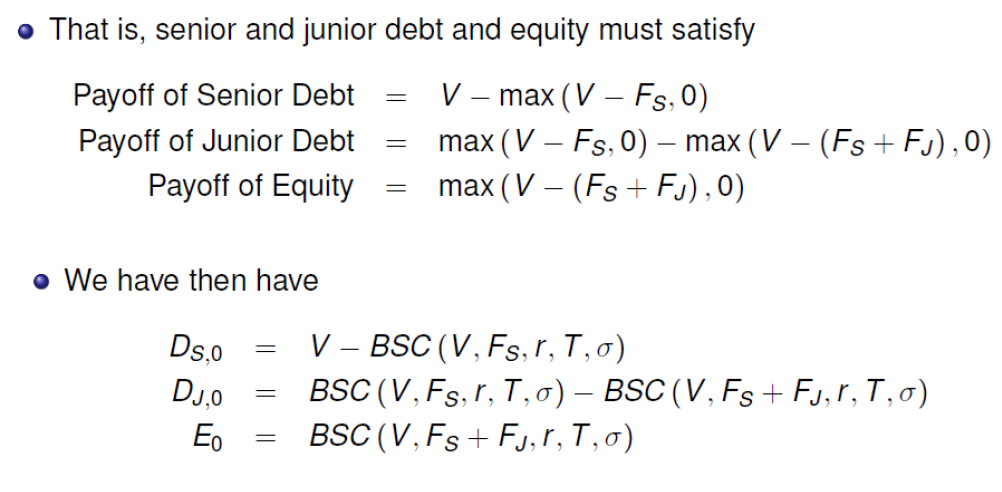 That is, senior and junior debt and equity must satisfy
Payoff of Senior Debt = V − max (V − F_S, 0)
Payoff of Junior Debt = max (V − F_S, 0) − max (V − (F_S + F_J) , 0)
Payoff of Equity = max (V − (F_S + F_J) , 0)
We have then have
D_{S,0} = V − BSC (V, F_S, r, T, σ)
D_{J,0} = BSC (V, F_S, r, T, σ) − BSC (V, F_S + F_J, r, T, σ)
E_0 = BSC (V, F_S + F_J, r, T, σ)